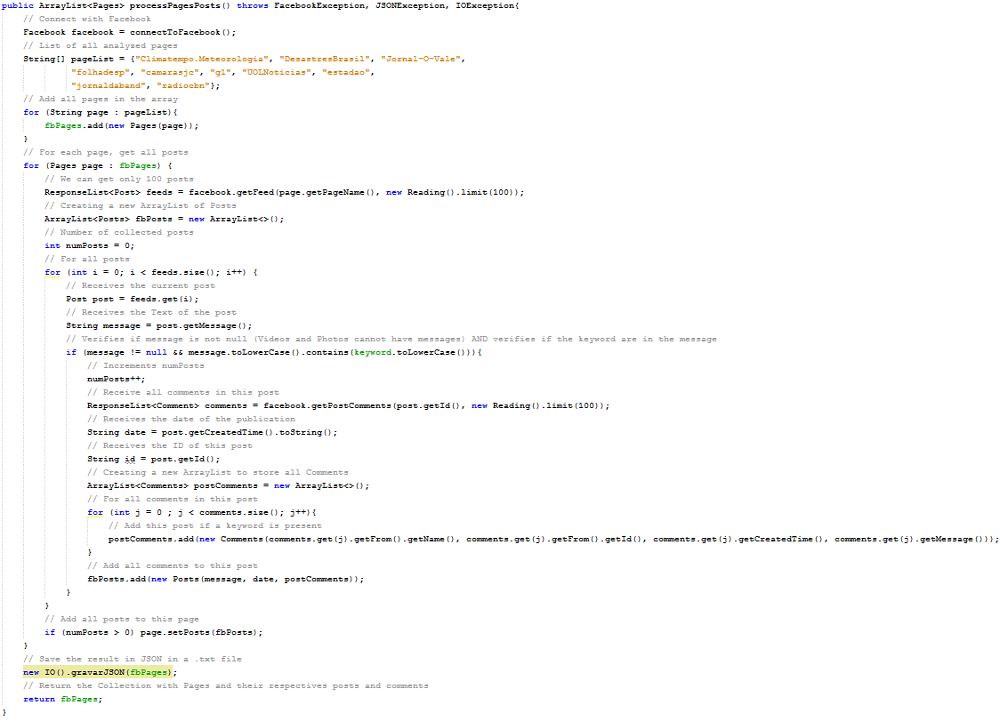 public ArrayList<Pages> processPagesPosts() throws FacebookException, JSONException, IOException{
    // Connect with Facebook
    Facebook facebook = connectToFacebook();
    // List of all analyzed pages
    String[] pageList = {"Climatempo.Meteorologia", "DesastresBrasil", "Jornal-O-Vale",
            "folhadesp", "camarasjc", "g1", "UOLNoticias", "estadao",
            "jornaldaband", "radiocbn"};
    // Add all pages in the array
    for (String page : pageList){
        fbPages.add(new Pages(page));
    }
    // For each page, get all posts
    for (Pages page : fbPages) {
        // We can get only 100 posts
        ResponseList<Post> feeds = facebook.getFeed(page.getPageName(), new Reading().limit(100));
        // Creating a new ArrayList of Posts
        ArrayList<Posts> fbPosts = new ArrayList<>();
        // Number of collected posts
        int numPosts = 0;
        // For all posts
        for (int i = 0; i < feeds.size(); i++) {
            // Receives the current post
            Post post = feeds.get(i);
            // Receives the Text of the post
            String message = post.getMessage();
            // Verifies if message is not null (Videos and Photos cannot have messages) AND verifies if the keyword are in the message
            if (message != null && message.toLowerCase().contains(keyword.toLowerCase())){
                // Increments numPosts
                numPosts++;
                // Receive all comments in this post
                ResponseList<Comment> comments = facebook.getPostComments(post.getId(), new Reading().limit(100));
                // Receives the date of the publication
                String date = post.getCreatedTime().toString();
                // Receives the ID of this post
                String id = post.getId();
                // Creating a new ArrayList to store all Comments
                ArrayList<Comments> postComments = new ArrayList<>();
                // For all comments in this post
                for (int j = 0 ; j < comments.size(); j++){
                    // Add this post if a keyword is present
                    postComments.add(new Comments(comments.get(j).getFrom().getName(), comments.get(j).getFrom().getId(), comments.get(j).getCreatedTime(), comments.get(j).getMessage()));
                }
                // Add all comments to this post
                fbPosts.add(new Posts(message, date, postComments));
            }
        }
        // Add all posts to this page
        if (numPosts > 0) page.setPosts(fbPosts);
    }
    // Save the result in JSON in a .txt file
    new IO().gravarJSON(fbPages);
    // Return the Collection with Pages and their respectives posts and comments
    return fbPages;
}